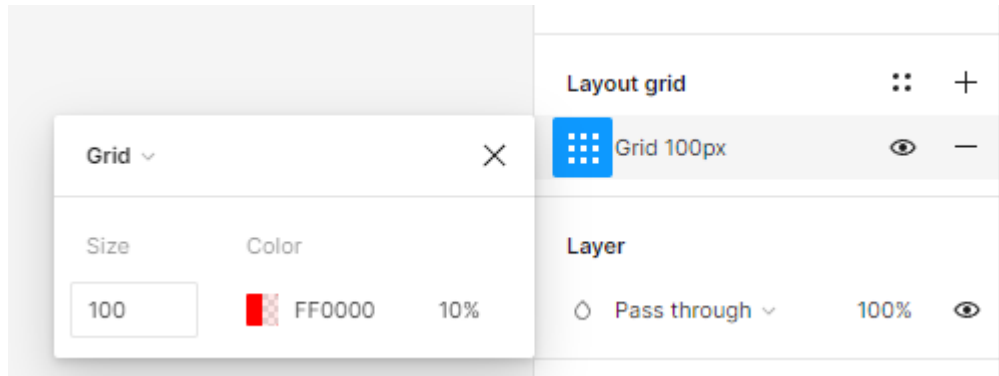 Layout grid
Grid 100px
Grid
Size Color
100 FF0000 10%
Layer
Pass through 100%